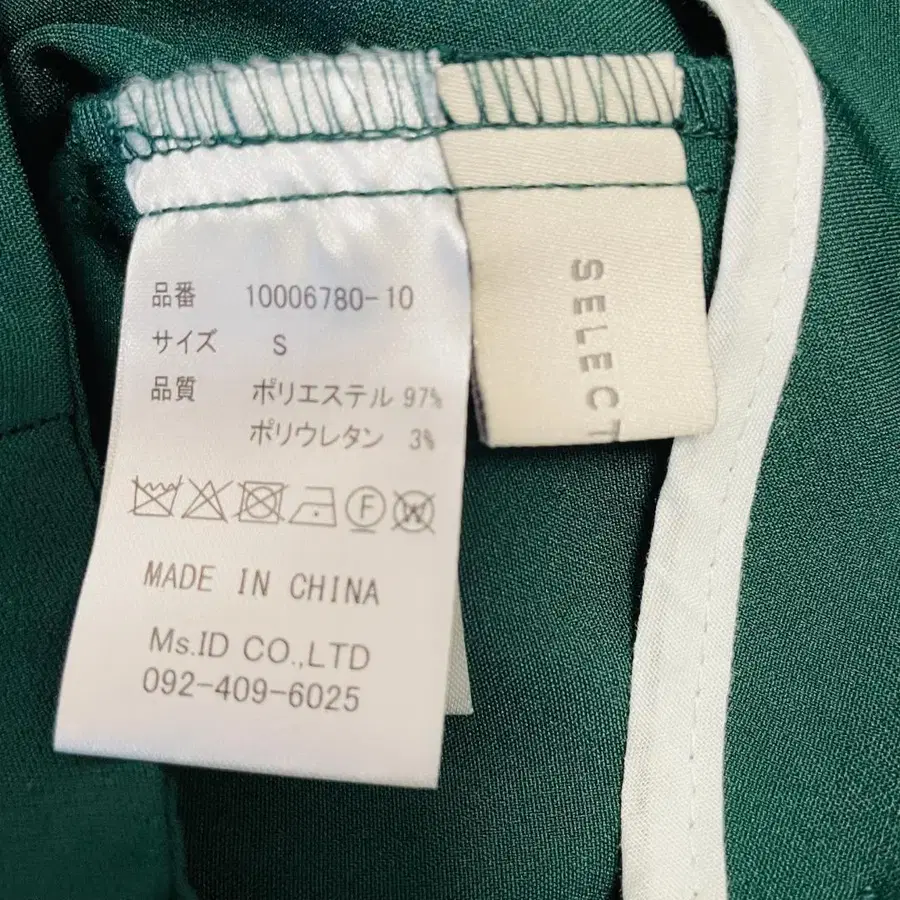 品番 10006780-10
サイズ S
品質 ポリエステル 97%
ポリウレタン 3%
F W
MADE IN CHINA
Ms.ID CO.,LTD
092-409-6025
SELECT